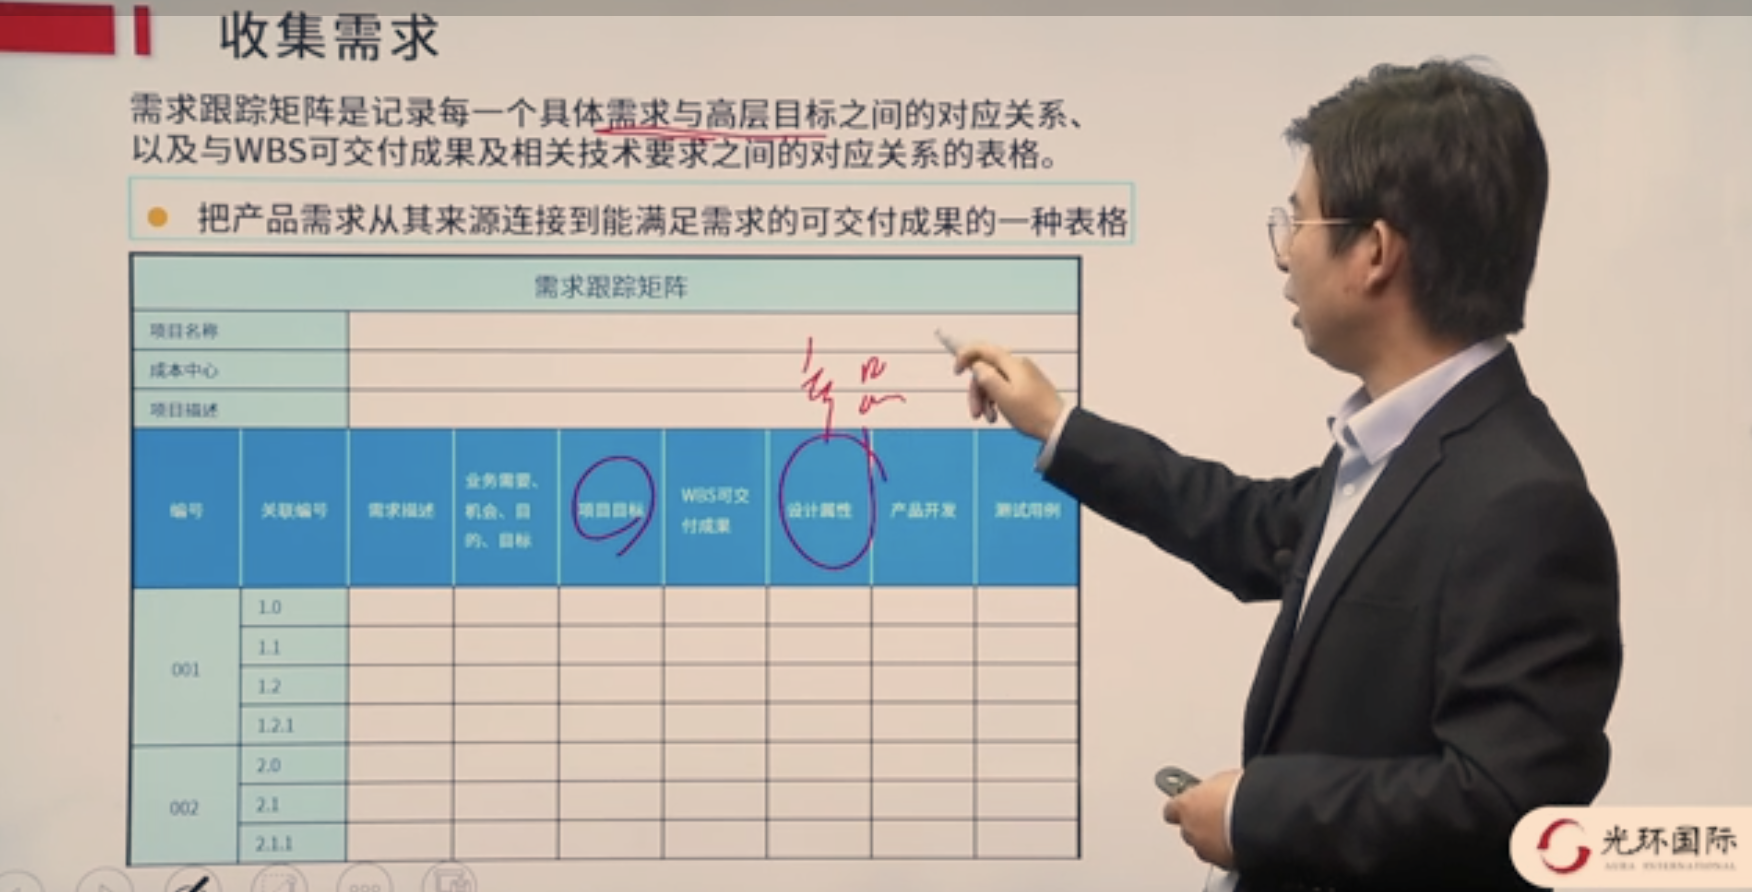 收集需求
需求跟踪矩阵是记录每一个具体需求与高层目标之间的对应关系、
以及与WBS可交付成果及相关技术要求之间的对应关系的表格。
把产品需求从其来源连接到能满足需求的可交付成果的一种表格
需求跟踪矩阵
项目名称
成本中心
项目描述
编号
关联编号
需求描述
业务需要、
机会、目
的、目标
项目目标
WBS可交
付成果
设计属性
产品开发
测试用例
001
1.0
1.1
1.2
1.2.1
002
2.0
2.1
2.1.1
光环国际
AURA INTERNATIONAL